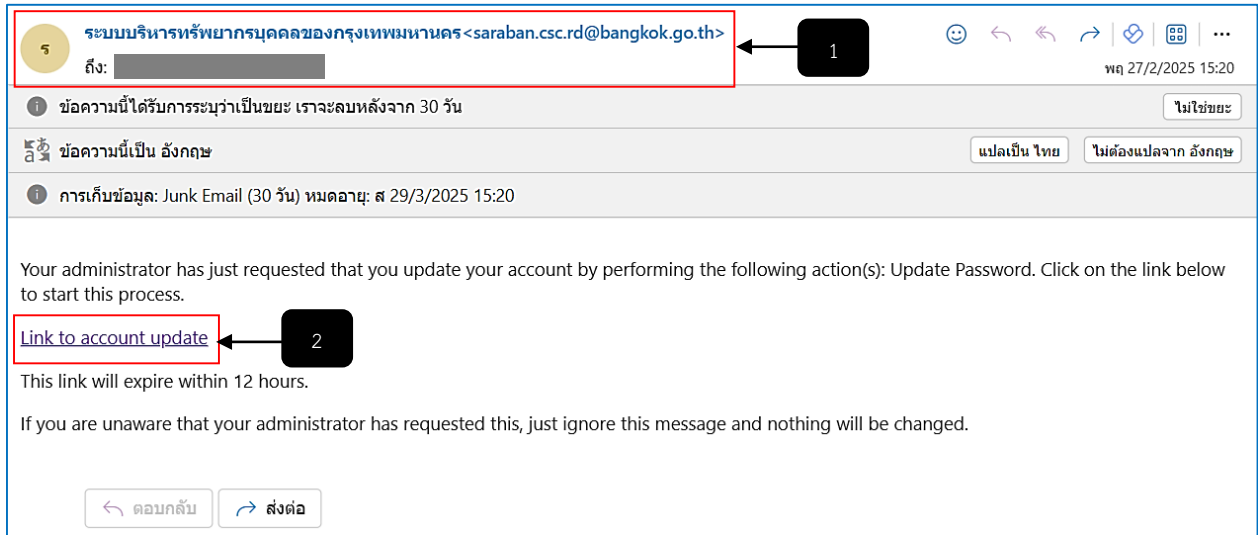 ร
ระบบบริหารทรัพยากรบุคคลของกรุงเทพมหานคร<saraban.csc.rd@bangkok.go.th>
1
ถึง:
พฤ 27/2/2025 15:20
ข้อความนี้ได้รับการระบุว่าเป็นขยะ เราจะลบหลังจาก 30 วัน
ไม่ใช่ขยะ
ข้อความนี้เป็น อังกฤษ
แปลเป็น ไทย
ไม่ต้องแปลจาก อังกฤษ
การเก็บข้อมูล: Junk Email (30 วัน) หมดอายุ: ส 29/3/2025 15:20
Your administrator has just requested that you update your account by performing the following action(s): Update Password. Click on the link below
to start this process.
Link to account update
2
This link will expire within 12 hours.
If you are unaware that your administrator has requested this, just ignore this message and nothing will be changed.
ตอบกลับ
ส่งต่อ